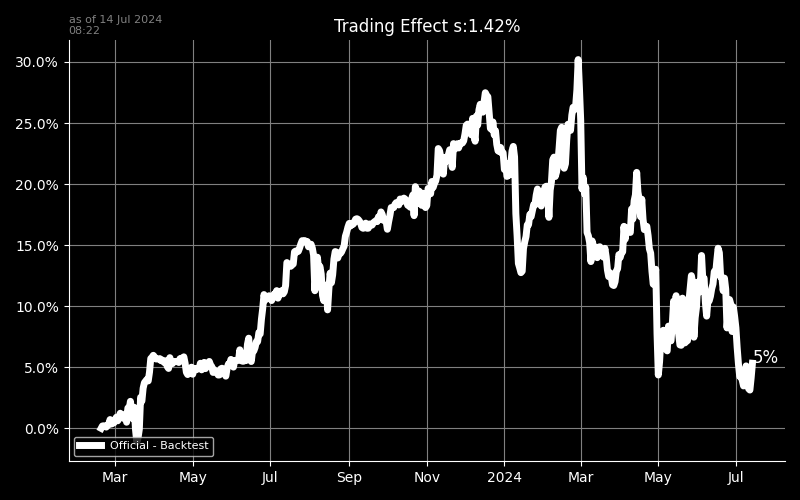 as of 14 Jul 2024
08:22
Trading Effect s:1.42%
30.0%
25.0%
20.0%
15.0%
10.0%
5.0%
0.0%
5%
Official - Backtest
Mar
May
Jul
Sep
Nov
2024
Mar
May
Jul